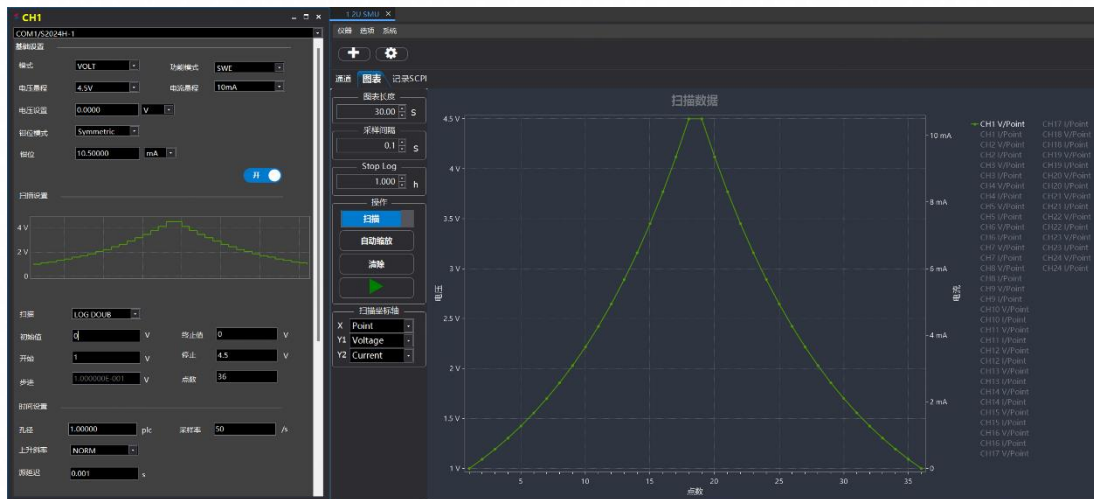 CH1
COM1/S2024H-1
基础设置
模式 VOLT 功能模式 SWE
电压量程 4.5V 电流量程 10mA
电压设置 0.0000 V
钳位模式 Symmetric
钳位 10.50000 mA
开
扫描设置
4 V
2 V
0
扫描 LOG DOUB
初始值 0 V 终止值 0 V
开始 1 V 停止 4.5 V
步进 1.000000E-001 V 点数 36
时间设置
孔径 1.00000 plc 采样率 50 /s
上升斜率 NORM
源延迟 0.001 s
1 2U SMU ×
仪器 选项 系统
通道 图表 记录SCPI
图表长度
30.00 S
采样间隔
0.1 s
Stop Log
1.000 h
操作
扫描
自动缩放
清除
扫描坐标轴
X Point
Y1 Voltage
Y2 Current
扫描数据
4.5 V
4 V
3.5 V
3 V
2.5 V
2 V
1.5 V
1 V
电压
10 mA
8 mA
6 mA
4 mA
2 mA
0
电流
5 10 15 20 25 30 35
点数
CH1 V/Point CH17 I/Point
CH1 I/Point CH18 V/Point
CH2 V/Point CH18 I/Point
CH2 I/Point CH19 V/Point
CH3 V/Point CH19 I/Point
CH3 I/Point CH20 V/Point
CH4 V/Point CH20 I/Point
CH4 I/Point CH21 V/Point
CH5 V/Point CH21 I/Point
CH5 I/Point CH22 V/Point
CH6 V/Point CH22 I/Point
CH6 I/Point CH23 V/Point
CH7 V/Point CH23 I/Point
CH7 I/Point CH24 V/Point
CH8 V/Point CH24 I/Point
CH8 I/Point
CH9 V/Point
CH9 I/Point
CH10 V/Point
CH10 I/Point
CH11 V/Point
CH11 I/Point
CH12 V/Point
CH12 I/Point
CH13 V/Point
CH13 I/Point
CH14 V/Point
CH14 I/Point
CH15 V/Point
CH15 I/Point
CH16 V/Point
CH16 I/Point
CH17 V/Point